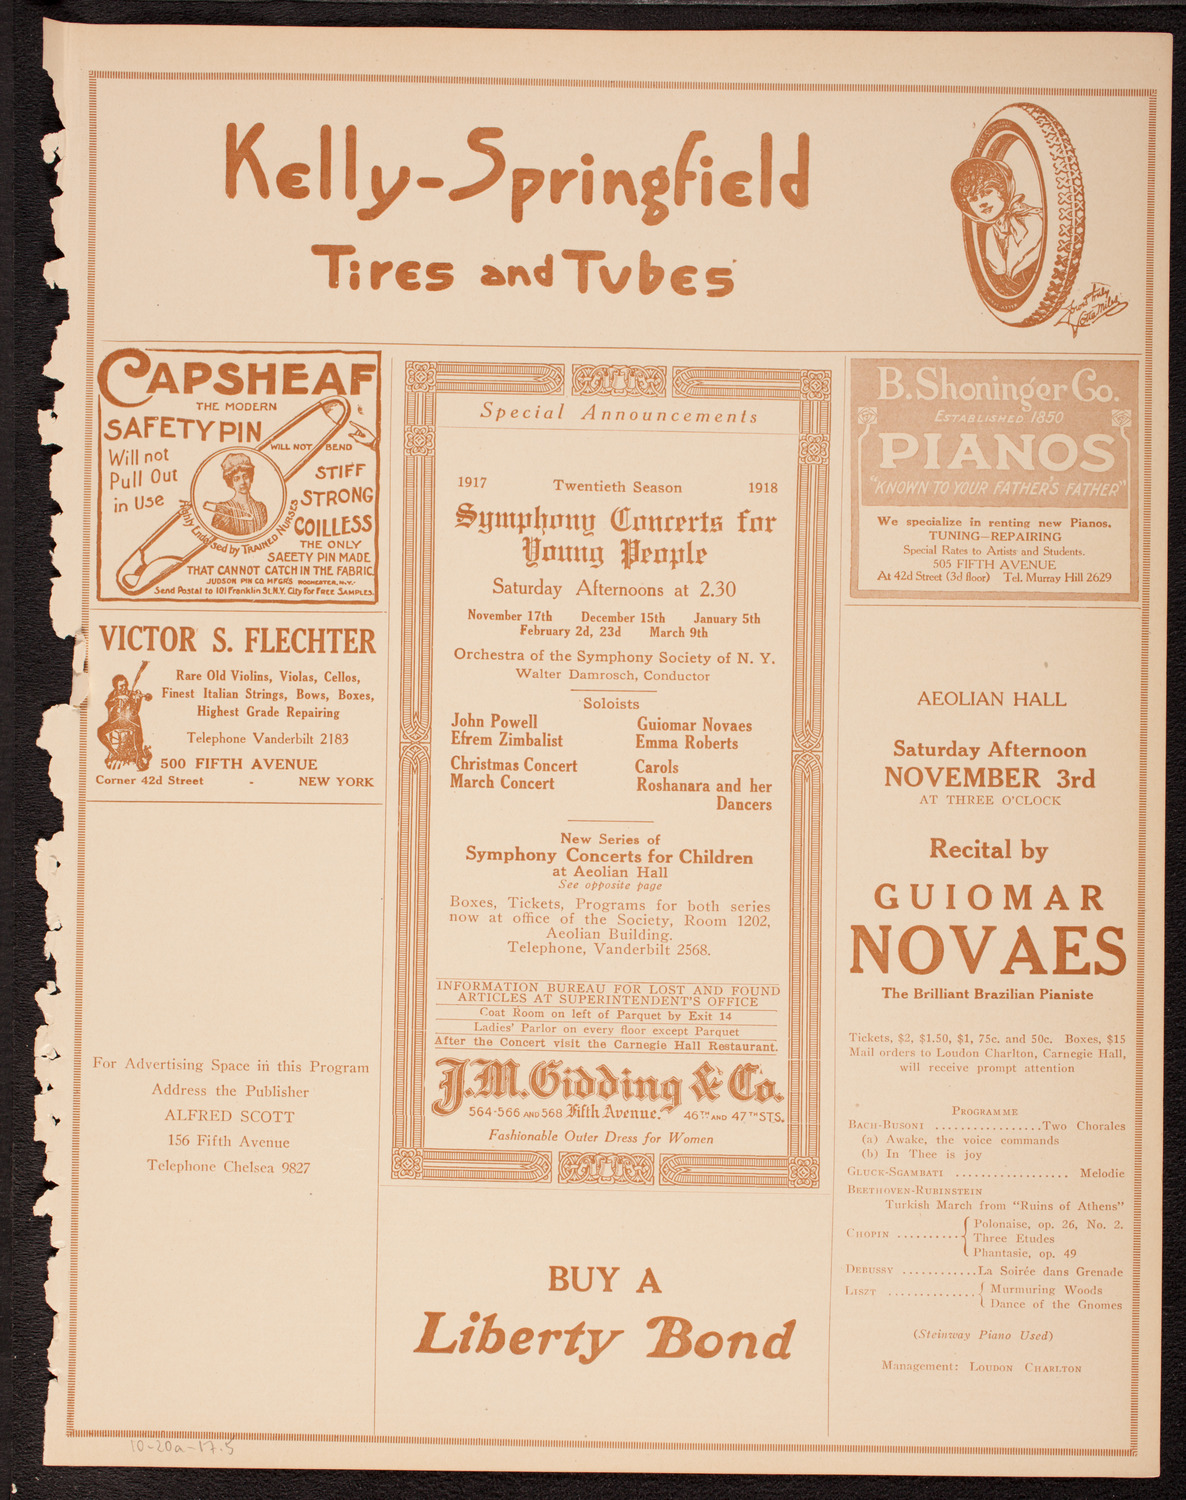 Kelly-Springfield
Tires and Tubes
Yours truly
Lotta Miles
CAPSHEAF
THE MODERN
SAFETY PIN
WILL NOT BEND
Will not
Pull Out
in Use
STIFF
STRONG
COILLESS
Highly Endorsed by TRAINED NURSES
THE ONLY
SAFETY PIN MADE
THAT CANNOT CATCH IN THE FABRIC.
JUDSON PIN CO. MFGRS ROCHESTER, N.Y.
Send Postal to 101 Franklin St. N.Y. City For FREE SAMPLES.
VICTOR S. FLECHTER
Rare Old Violins, Violas, Cellos,
Finest Italian Strings, Bows, Boxes,
Highest Grade Repairing
Telephone Vanderbilt 2183
500 FIFTH AVENUE
Corner 42d Street - NEW YORK
For Advertising Space in this Program
Address the Publisher
ALFRED SCOTT
156 Fifth Avenue
Telephone Chelsea 9827
Special Announcements
1917 Twentieth Season 1918
Symphony Concerts for
Young People
Saturday Afternoons at 2.30
November 17th December 15th January 5th
February 2d, 23d March 9th
Orchestra of the Symphony Society of N. Y.
Walter Damrosch, Conductor
Soloists
John Powell Guiomar Novaes
Efrem Zimbalist Emma Roberts
Christmas Concert Carols
March Concert Roshanara and her
Dancers
New Series of
Symphony Concerts for Children
at Aeolian Hall
See opposite page
Boxes, Tickets, Programs for both series
now at office of the Society, Room 1202,
Aeolian Building.
Telephone, Vanderbilt 2568.
INFORMATION BUREAU FOR LOST AND FOUND
ARTICLES AT SUPERINTENDENT'S OFFICE
Coat Room on left of Parquet by Exit 14
Ladies' Parlor on every floor except Parquet
After the Concert visit the Carnegie Hall Restaurant.
J.M. Gidding & Co.
564-566 AND 568 Fifth Avenue. 46TH AND 47TH STS.
Fashionable Outer Dress for Women
BUY A
Liberty Bond
B. Shoninger Co.
ESTABLISHED 1850
PIANOS
"KNOWN TO YOUR FATHER'S FATHER"
We specialize in renting new Pianos.
TUNING—REPAIRING
Special Rates to Artists and Students.
505 FIFTH AVENUE
At 42d Street (3d floor) Tel. Murray Hill 2629
AEOLIAN HALL
Saturday Afternoon
NOVEMBER 3rd
AT THREE O'CLOCK
Recital by
GUIOMAR
NOVAES
The Brilliant Brazilian Pianiste
Tickets, $2, $1.50, $1, 75c. and 50c. Boxes, $15
Mail orders to Loudon Charlton, Carnegie Hall,
will receive prompt attention
PROGRAMME
BACH-BUSONI .................Two Chorales
(a) Awake, the voice commands
(b) In Thee is joy
GLUCK-SGAMBATI .................. Melodie
BEETHOVEN-RUBINSTEIN
Turkish March from "Ruins of Athens"
CHOPIN ........... Polonaise, op. 26, No. 2.
Three Etudes
Phantasie, op. 49
DEBUSSY ............La Soirée dans Grenade
LISZT .............. Murmuring Woods
Dance of the Gnomes
(Steinway Piano Used)
Management: LOUDON CHARLTON
10-20a-17.5